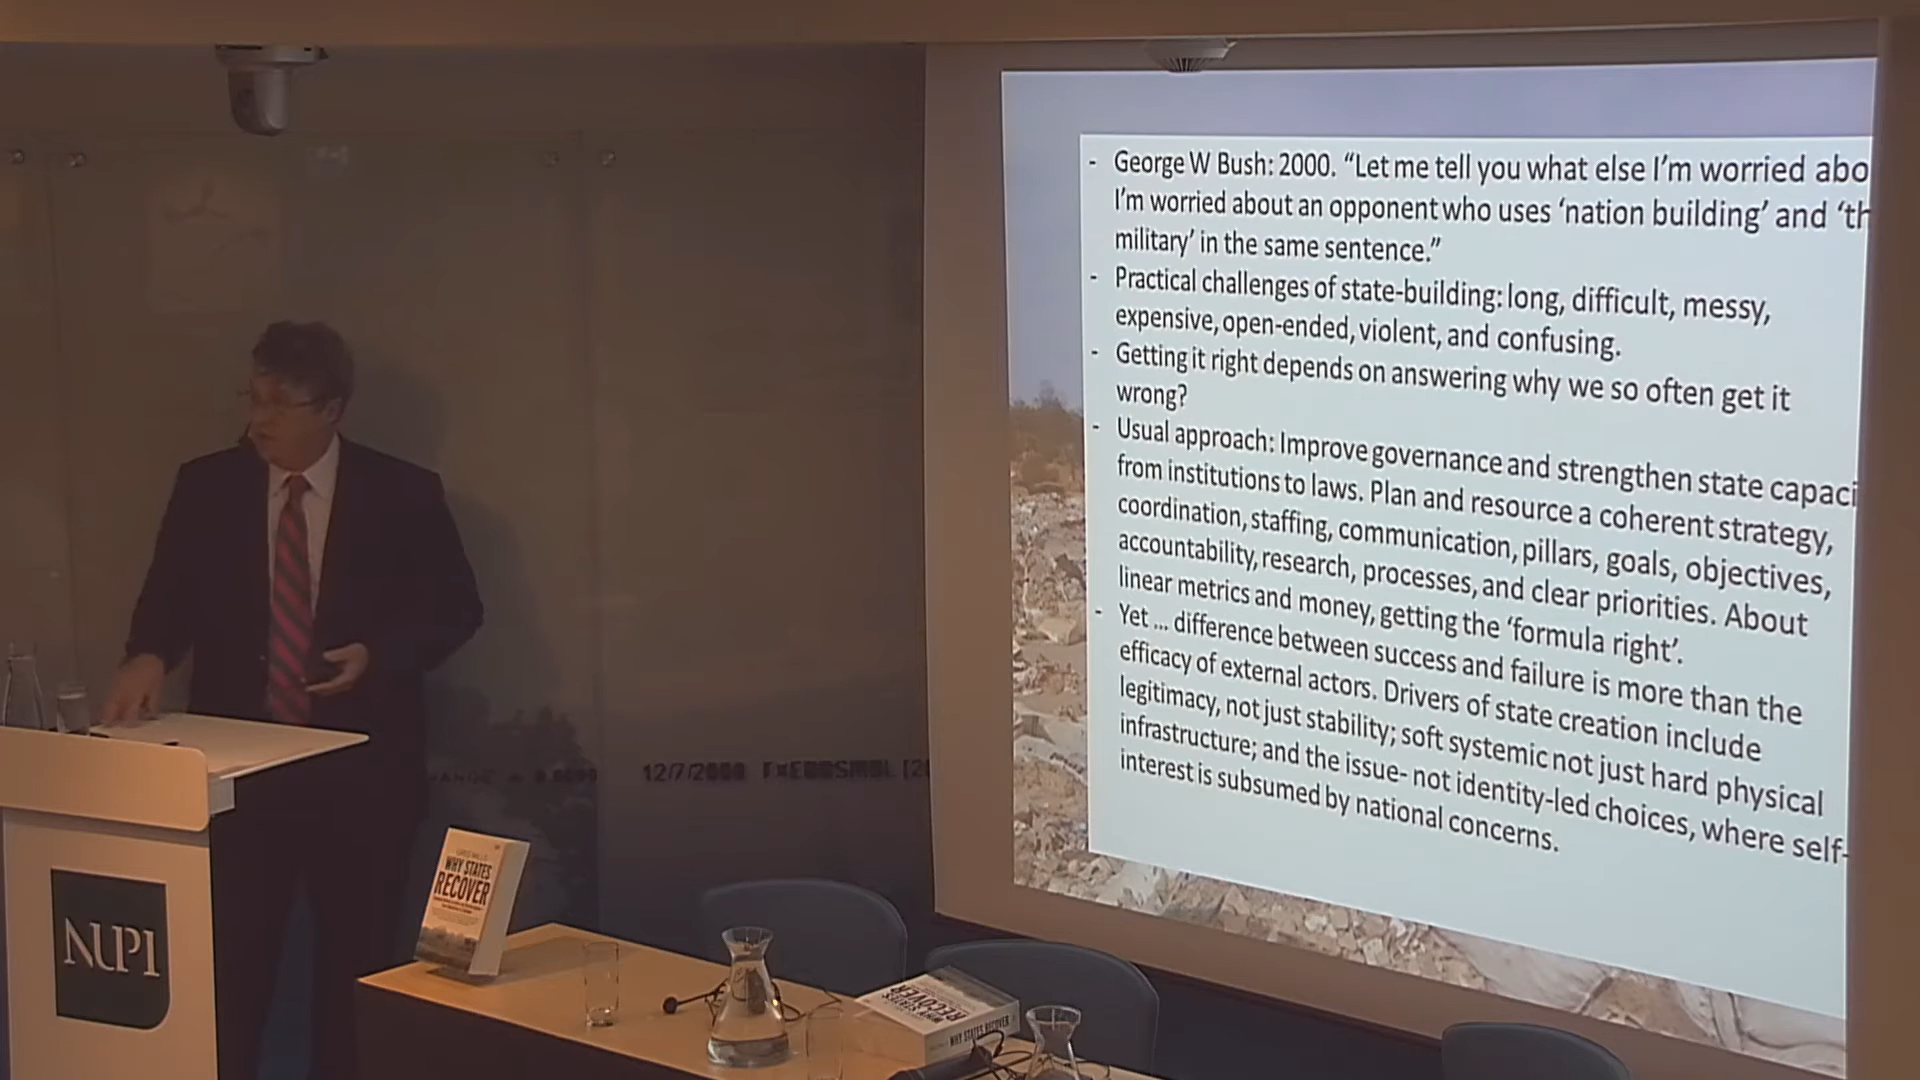 - George W Bush: 2000. “Let me tell you what else I’m worried abo
I’m worried about an opponent who uses ‘nation building’ and ‘th
military’ in the same sentence.”
- Practical challenges of state-building: long, difficult, messy,
expensive, open-ended, violent, and confusing.
- Getting it right depends on answering why we so often get it
wrong?
- Usual approach: Improve governance and strengthen state capaci
from institutions to laws. Plan and resource a coherent strategy,
coordination, staffing, communication, pillars, goals, objectives,
accountability, research, processes, and clear priorities. About
linear metrics and money, getting the ‘formula right’.
- Yet ... difference between success and failure is more than the
efficacy of external actors. Drivers of state creation include
legitimacy, not just stability; soft systemic not just hard physical
infrastructure; and the issue- not identity-led choices, where self-
interest is subsumed by national concerns.
12/7/2000
GREG MILLS
WHY STATES
RECOVER
NUPI
WHY STATES
RECOVER
WHY STATES RECOVER